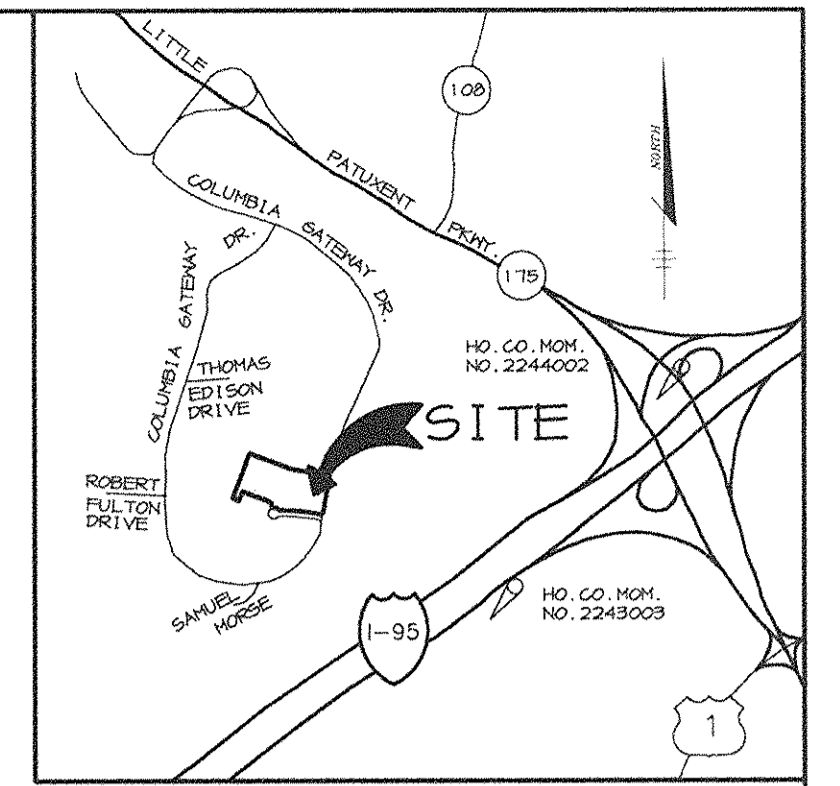 LITTLE
PATUXENT
PKWY.
108
175
NORTH
COLUMBIA GATEWAY DR.
COLUMBIA GATEWAY
DR.
HO.CO.MOM.
NO.2244002
THOMAS
EDISON
DRIVE
SITE
ROBERT
FULTON
DRIVE
SAMUEL
MORSE
I-95
HO.CO.MOM.
NO.2243003
1